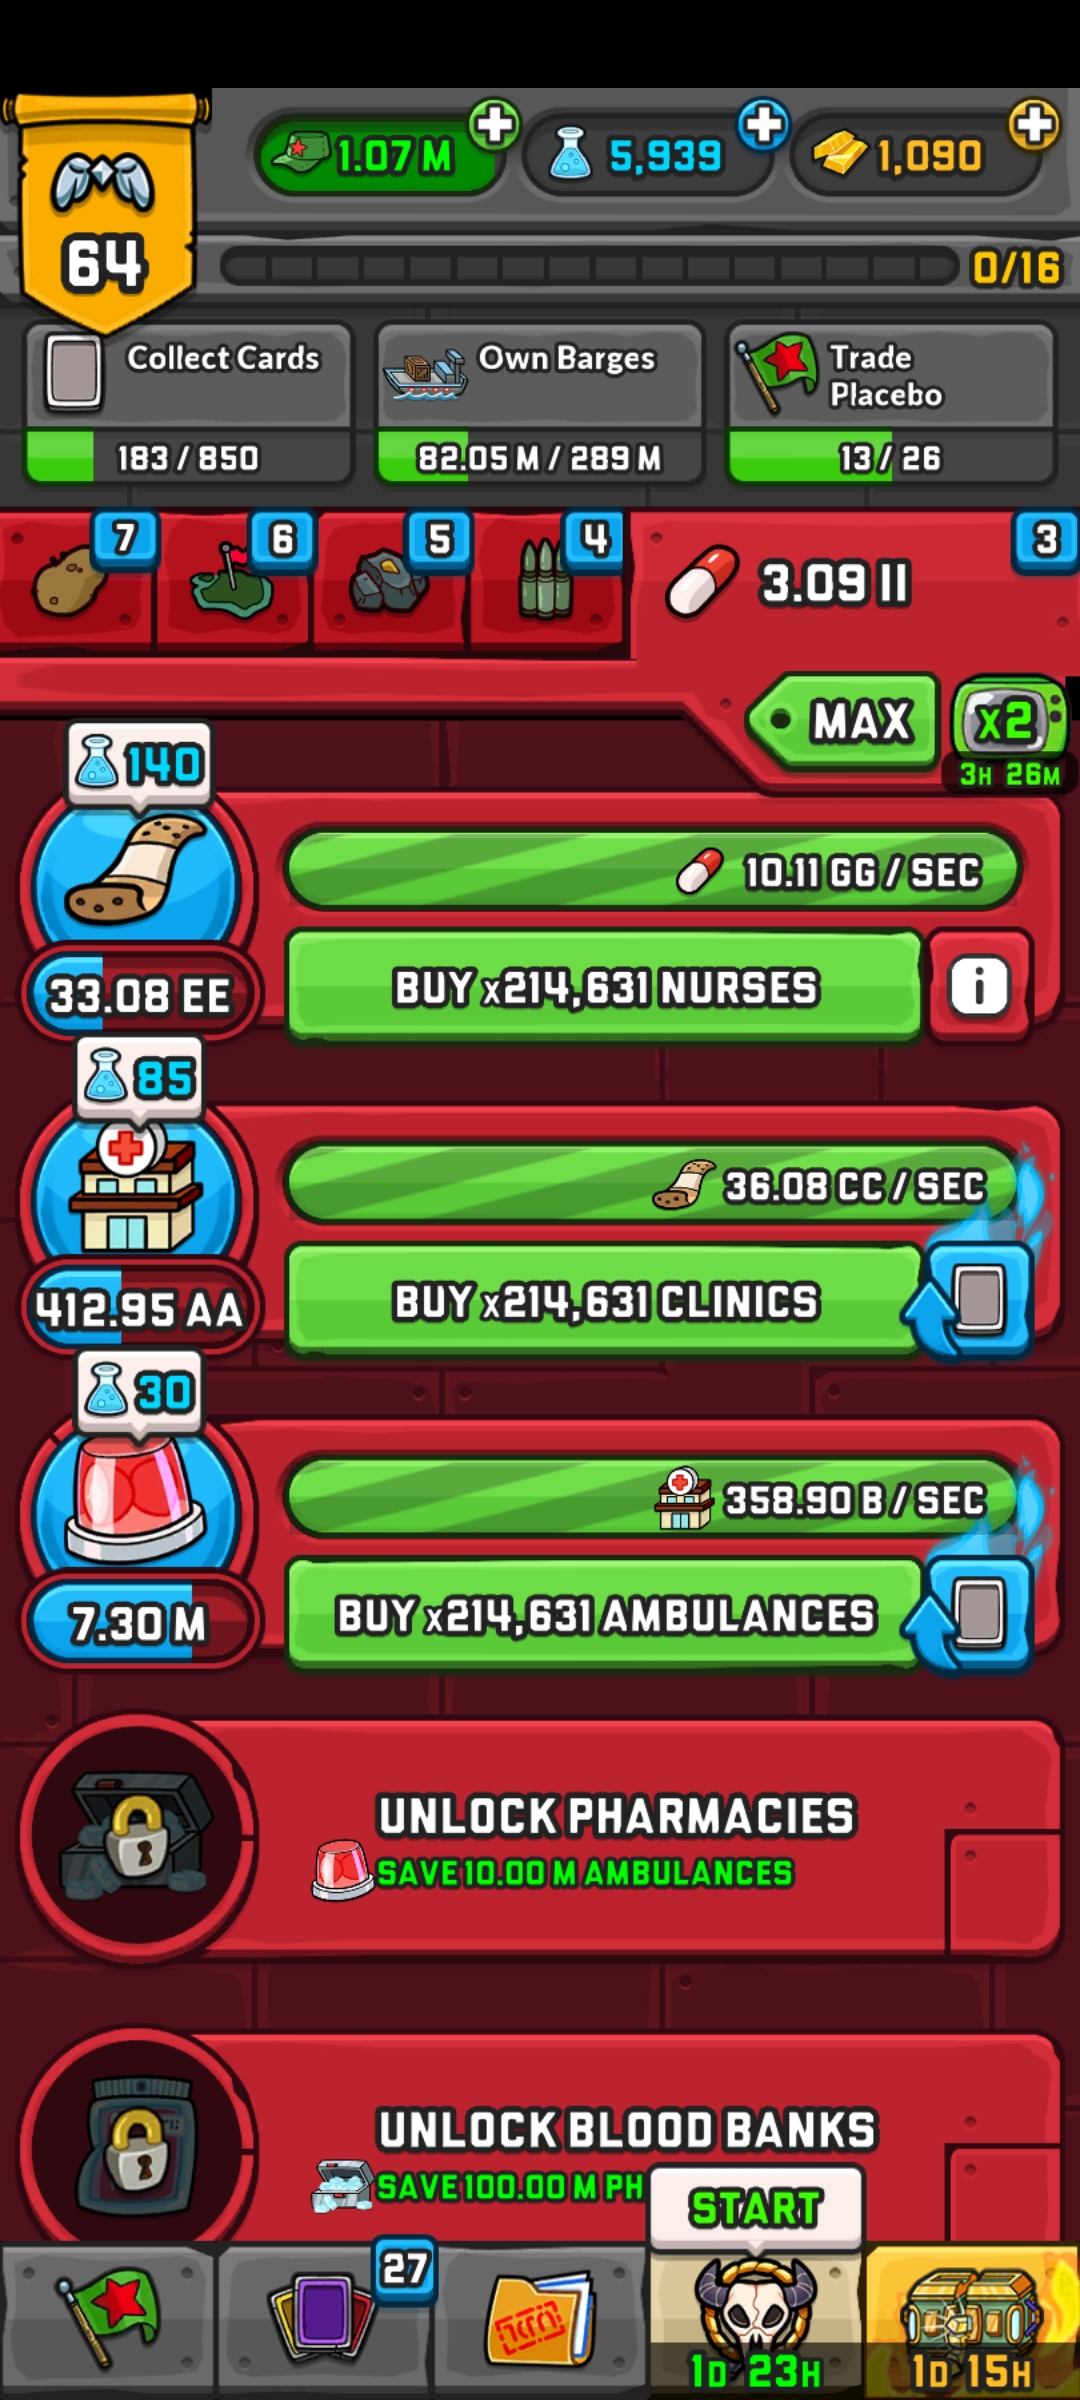 1.07 M
5,939
1,090
64
0/16
Collect Cards
183 / 850
Own Barges
82.05 M / 289 M
Trade
Placebo
13 / 26
7
6
5
4
3
3.09 II
MAX
x2
3H 26M
140
10.11 GG / SEC
33.08 EE
BUY x214,631 NURSES
i
85
36.08 CC / SEC
412.95 AA
BUY x214,631 CLINICS
30
358.90 B / SEC
7.30 M
BUY x214,631 AMBULANCES
UNLOCK PHARMACIES
SAVE 10.00 M AMBULANCES
UNLOCK BLOOD BANKS
SAVE 100.00 M PH
START
27
1D 23H
1D 15H